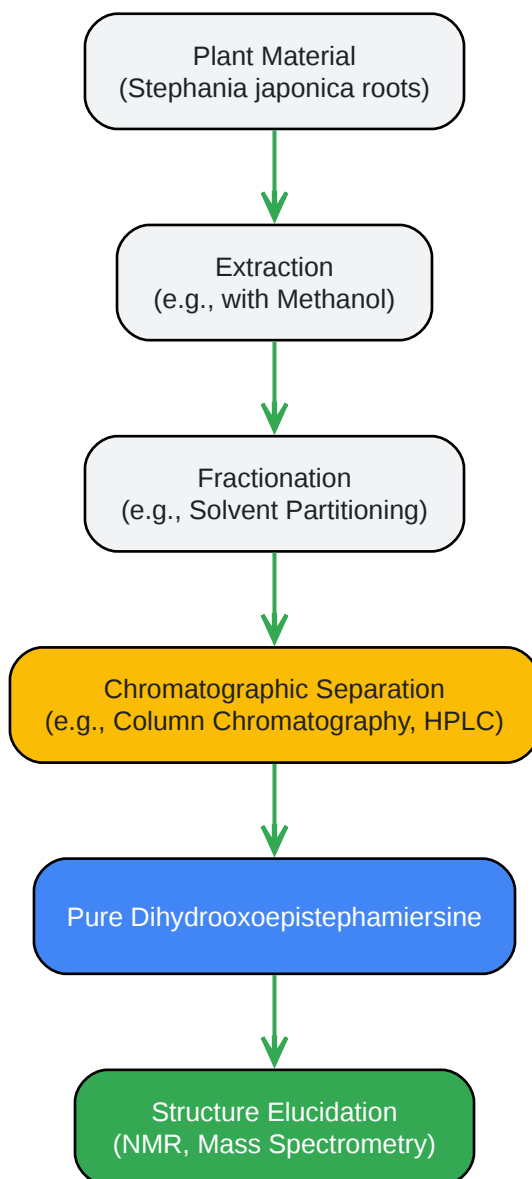 Plant Material
(Stephania japonica roots)
Extraction
(e.g., with Methanol)
Fractionation
(e.g., Solvent Partitioning)
Chromatographic Separation
(e.g., Column Chromatography, HPLC)
Pure Dihydrooxoepistephamiersine
Structure Elucidation
(NMR, Mass Spectrometry)